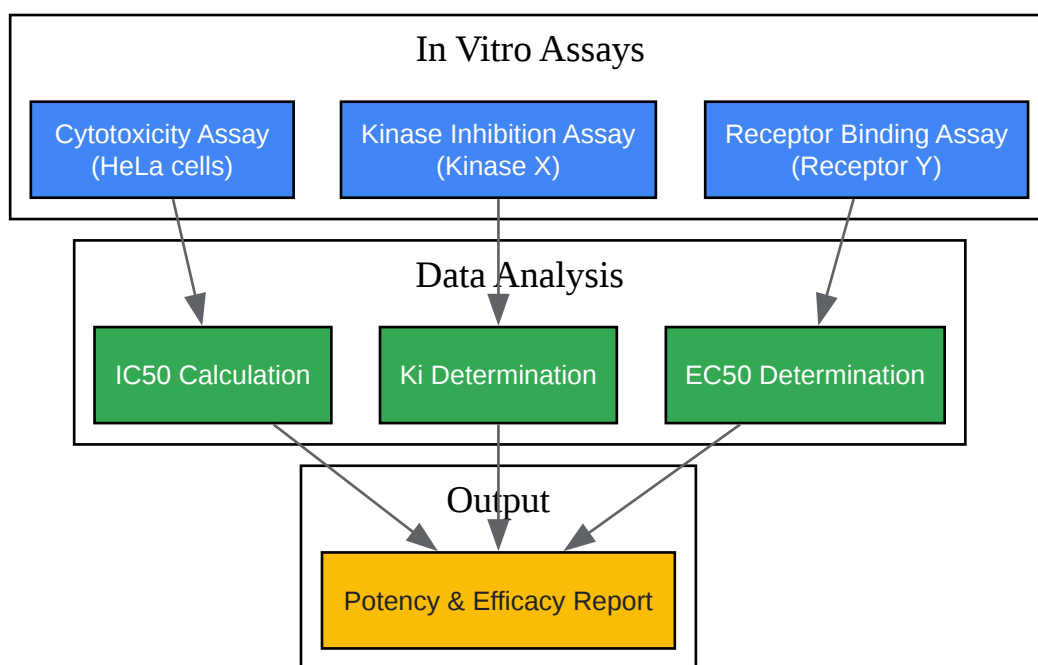 In Vitro Assays
Cytotoxicity Assay
(HeLa cells)
Kinase Inhibition Assay
(Kinase X)
Receptor Binding Assay
(Receptor Y)
Data Analysis
IC50 Calculation
Ki Determination
EC50 Determination
Output
Potency & Efficacy Report